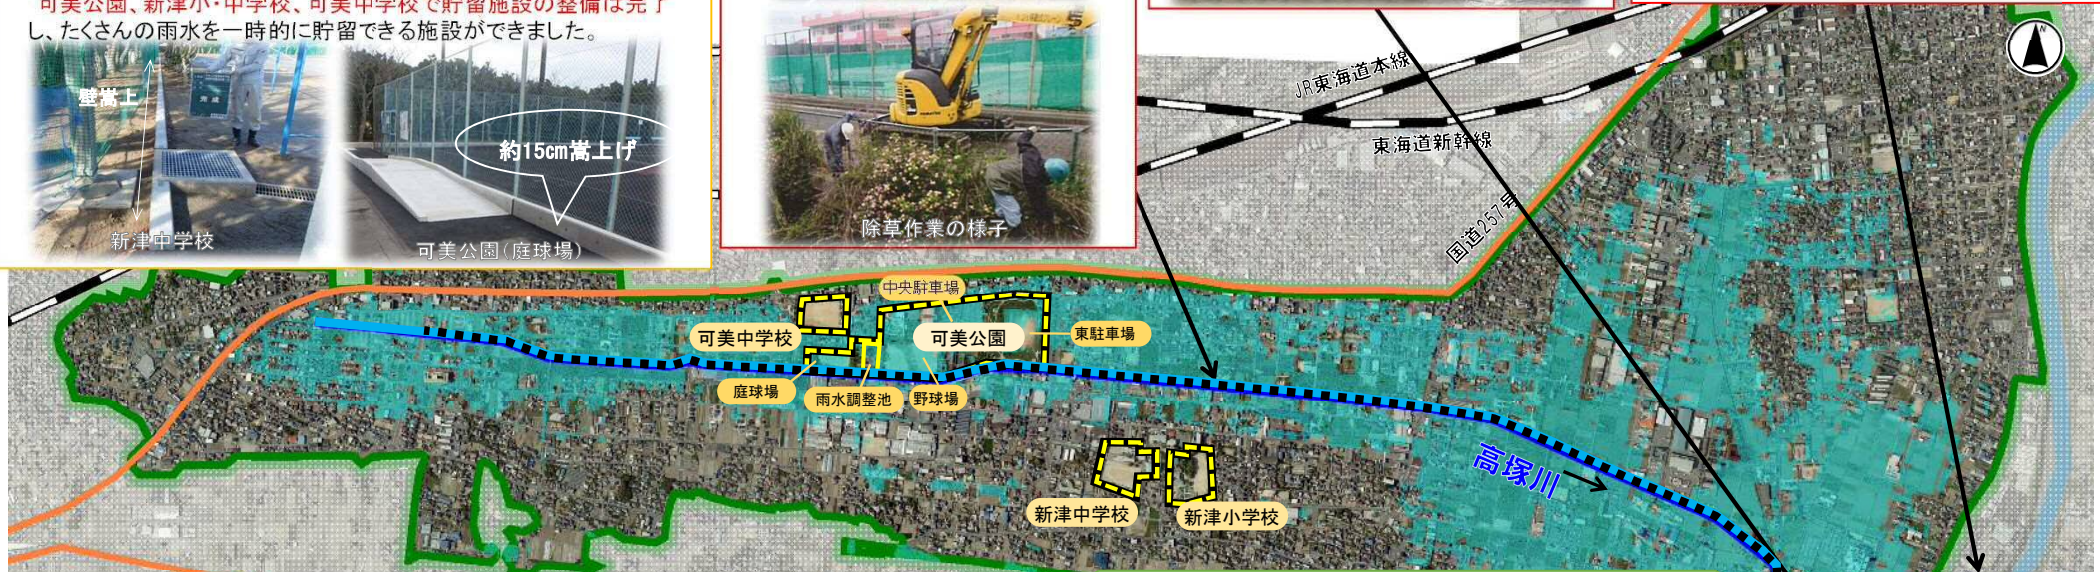 可美公園、新津小・中学校、可美中学校で貯留施設の整備は完了
し、たくさんの雨水を一時的に貯留できる施設ができました。
壁嵩上
完成
新津中学校
約15cm嵩上げ
可美公園(庭球場)
除草作業の様子
JR東海道本線
東海道新幹線
国道257号
N
中央駐車場
可美中学校
可美公園
東駐車場
庭球場
雨水調整池
野球場
高塚川
新津中学校
新津小学校